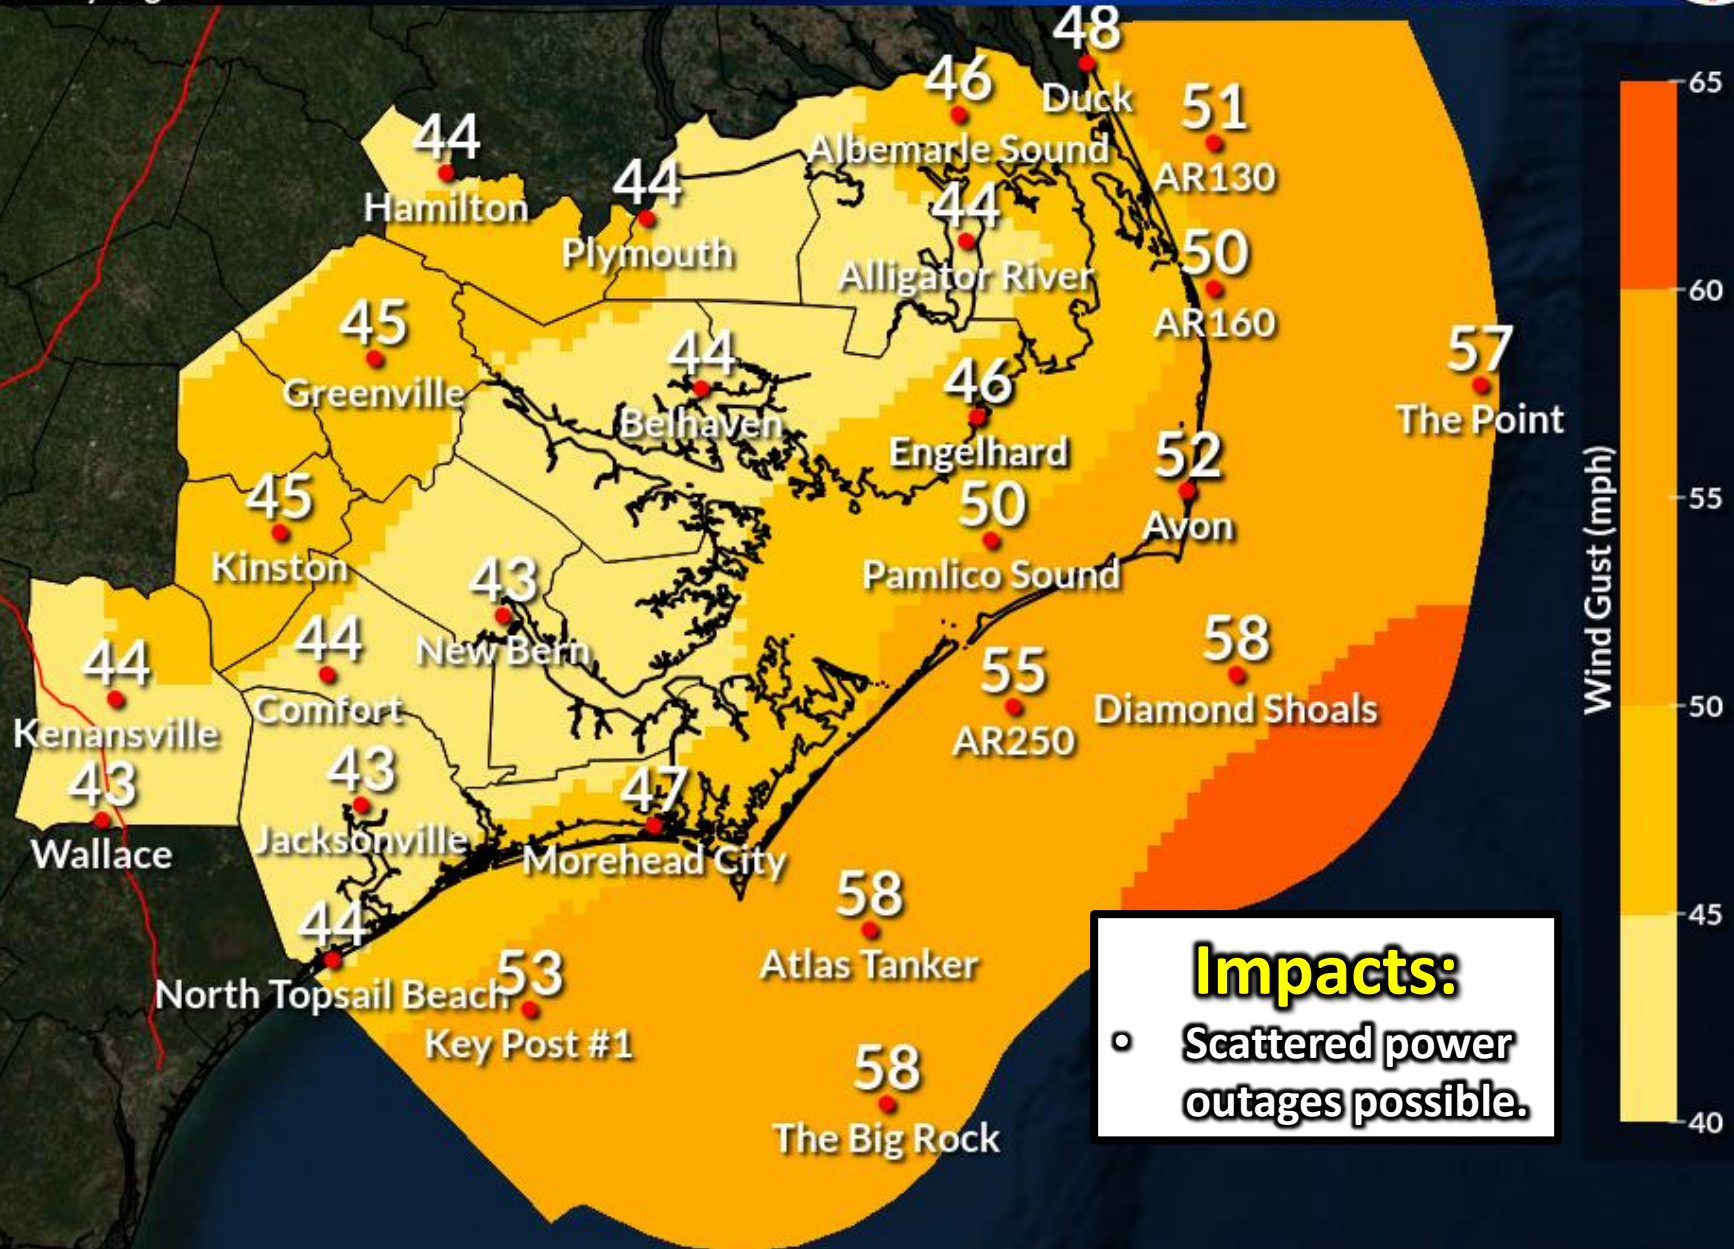 48
Duck
46
Albemarle Sound
51
AR130
44
Hamilton
44
Plymouth
44
Alligator River
50
AR160
45
Greenville
44
Belhaven
46
Engelhard
57
The Point
52
Avon
45
Kinston
50
Pamlico Sound
43
New Bern
44
Comfort
44
Kenansville
55
AR250
58
Diamond Shoals
43
Wallace
43
Jacksonville
47
Morehead City
44
North Topsail Beach
53
Key Post #1
58
Atlas Tanker
58
The Big Rock
Impacts:
• Scattered power
outages possible.
Wind Gust (mph)
65
60
55
50
45
40